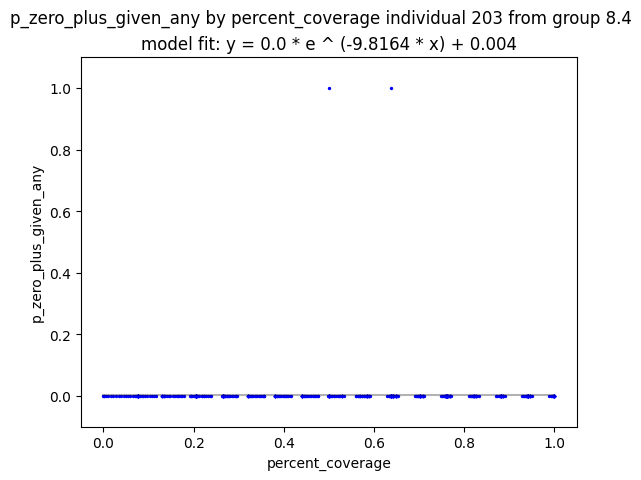 p_zero_plus_given_any by percent_coverage individual 203 from group 8.4
model fit: y = 0.0 * e ^ (-9.8164 * x) + 0.004
1.0
0.8
0.6
0.4
0.2
0.0
p_zero_plus_given_any
0.0 0.2 0.4 0.6 0.8 1.0
percent_coverage